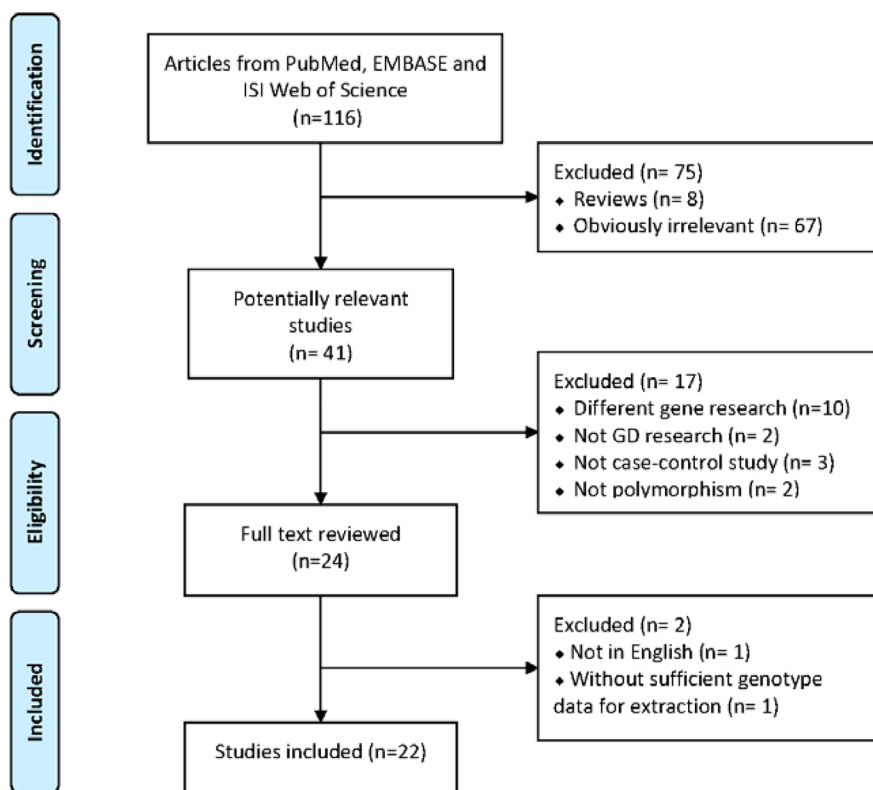 Identification
Articles from PubMed, EMBASE and
ISI Web of Science
(n=116)
Excluded (n= 75)
⬥ Reviews (n= 8)
⬥ Obviously irrelevant (n= 67)
Screening
Potentially relevant
studies
(n= 41)
Excluded (n= 17)
⬥ Different gene research (n=10)
⬥ Not GD research (n= 2)
⬥ Not case-control study (n= 3)
⬥ Not polymorphism (n= 2)
Eligibility
Full text reviewed
(n=24)
Excluded (n= 2)
⬥ Not in English (n= 1)
⬥ Without sufficient genotype
data for extraction (n= 1)
Included
Studies included (n=22)